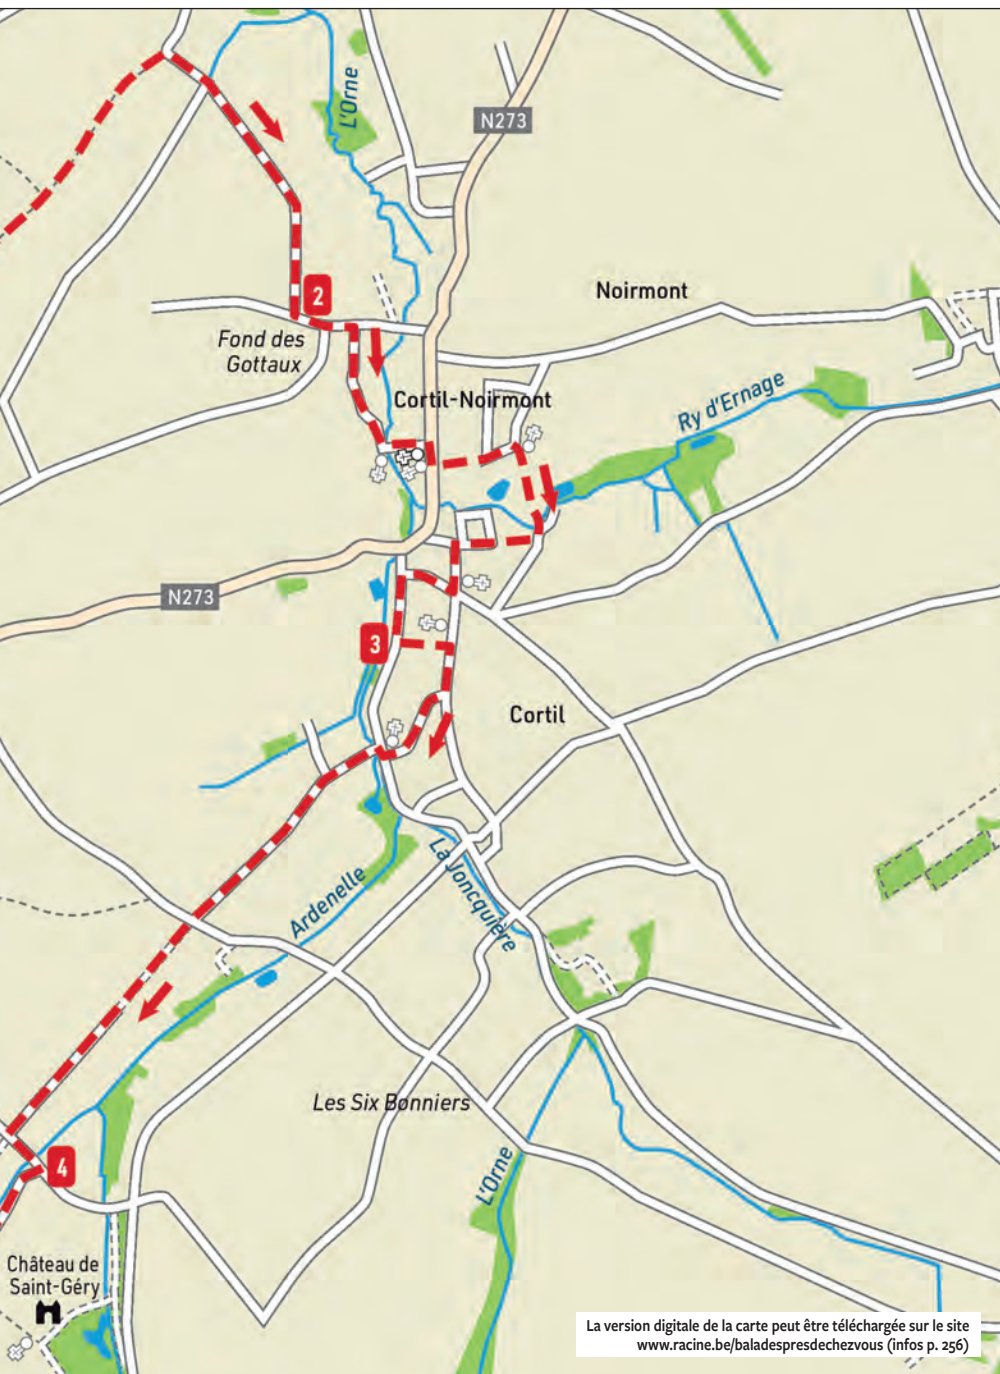 L'Orne
N273
2
Noirmont
Fond des
Gottaux
Cortil-Noirmont
Ry d'Ernage
N273
3
Cortil
Ardenelle
La Joncquière
Les Six Bonniers
4
L'Orne
Château de
Saint-Géry
La version digitale de la carte peut être téléchargée sur le site
www.racine.be/baladespresdechezvous (infos p. 256)